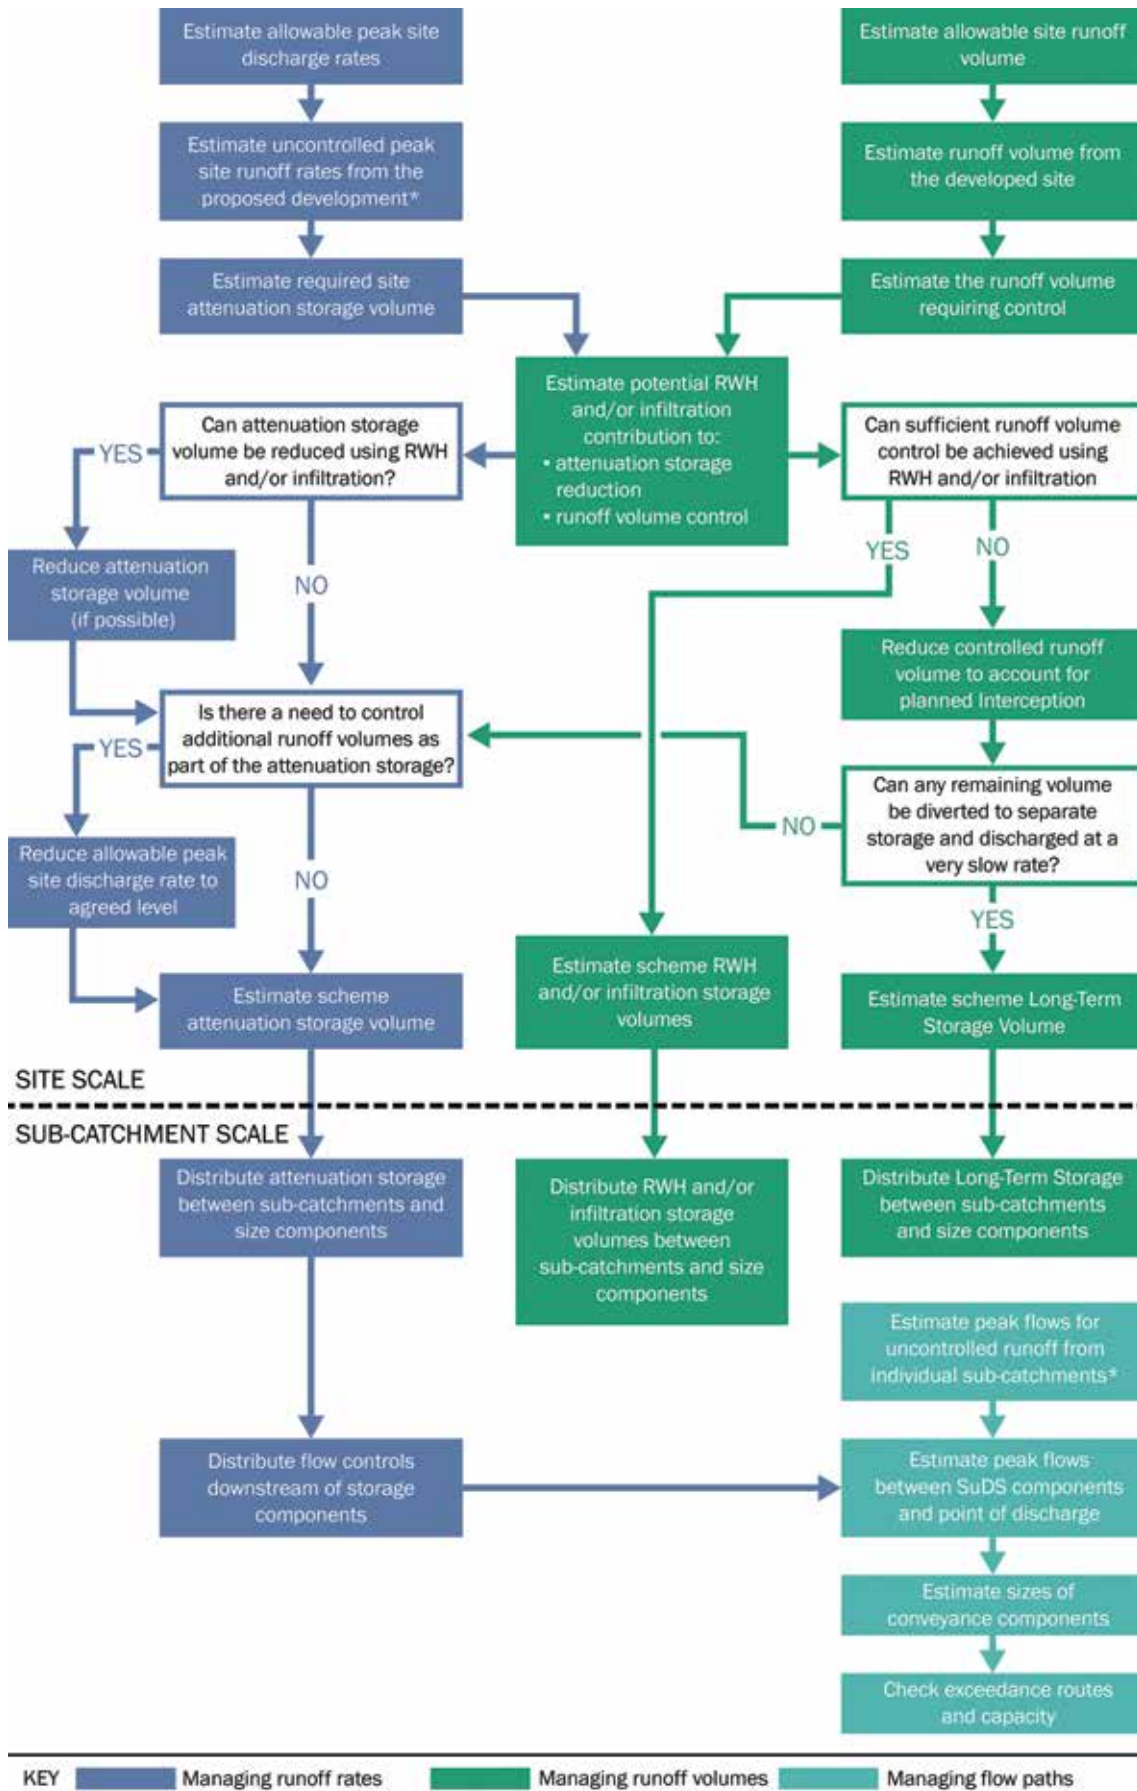 Estimate allowable peak site
discharge rates
Estimate allowable site runoff
volume
Estimate uncontrolled peak
site runoff rates from the
proposed development*
Estimate runoff volume from
the developed site
Estimate required site
attenuation storage volume
Estimate the runoff volume
requiring control
Estimate potential RWH
and/or infiltration
contribution to:
• attenuation storage
reduction
• runoff volume control
Can attenuation storage
volume be reduced using RWH
and/or infiltration?
YES
NO
Can sufficient runoff volume
control be achieved using
RWH and/or infiltration
YES
NO
Reduce attenuation
storage volume
(if possible)
Reduce controlled runoff
volume to account for
planned Interception
Is there a need to control
additional runoff volumes as
part of the attenuation storage?
YES
NO
Can any remaining volume
be diverted to separate
storage and discharged at a
very slow rate?
NO
YES
Reduce allowable peak
site discharge rate to
agreed level
Estimate scheme
attenuation storage volume
Estimate scheme RWH
and/or infiltration storage
volumes
Estimate scheme Long-Term
Storage Volume
SITE SCALE
SUB-CATCHMENT SCALE
Distribute attenuation storage
between sub-catchments and
size components
Distribute RWH and/or
infiltration storage
volumes between
sub-catchments and size
components
Distribute Long-Term Storage
between sub-catchments
and size components
Estimate peak flows for
uncontrolled runoff from
individual sub-catchments*
Distribute flow controls
downstream of storage
components
Estimate peak flows
between SuDS components
and point of discharge
Estimate sizes of
conveyance components
Check exceedance routes
and capacity
KEY Managing runoff rates Managing runoff volumes Managing flow paths